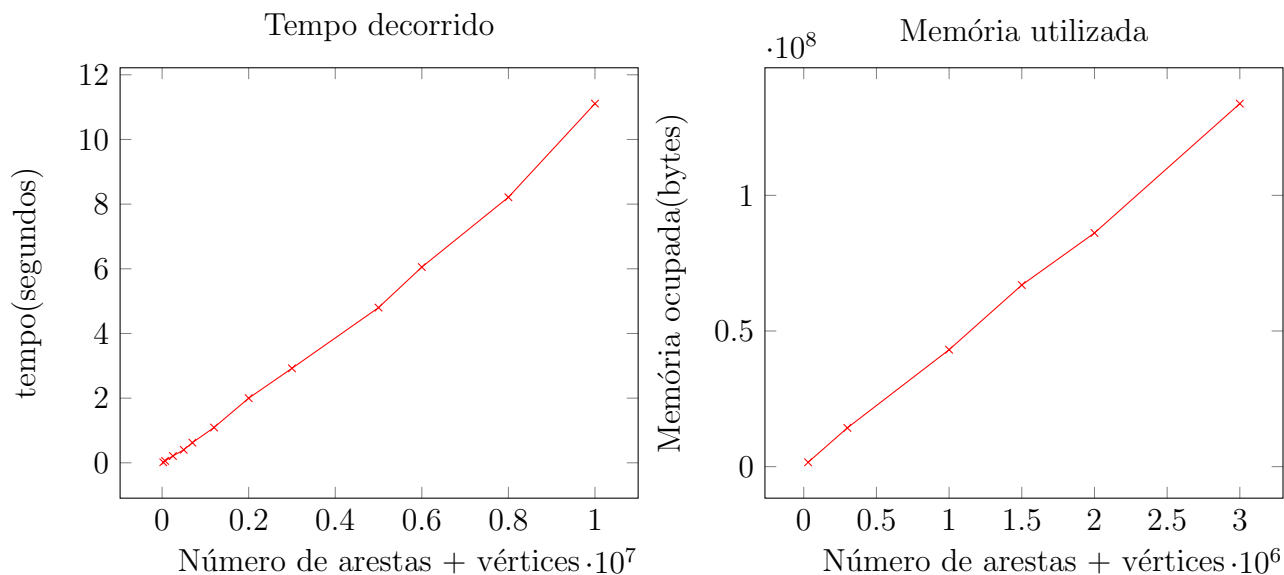 Tempo decorrido
12
10
8
6
4
2
0
tempo(segundos)
0 0.2 0.4 0.6 0.8 1
Número de arestas + vértices ·10^7
Memória utilizada
·10^8
1
0.5
0
Memória ocupada(bytes)
0 0.5 1 1.5 2 2.5 3
Número de arestas + vértices ·10^6